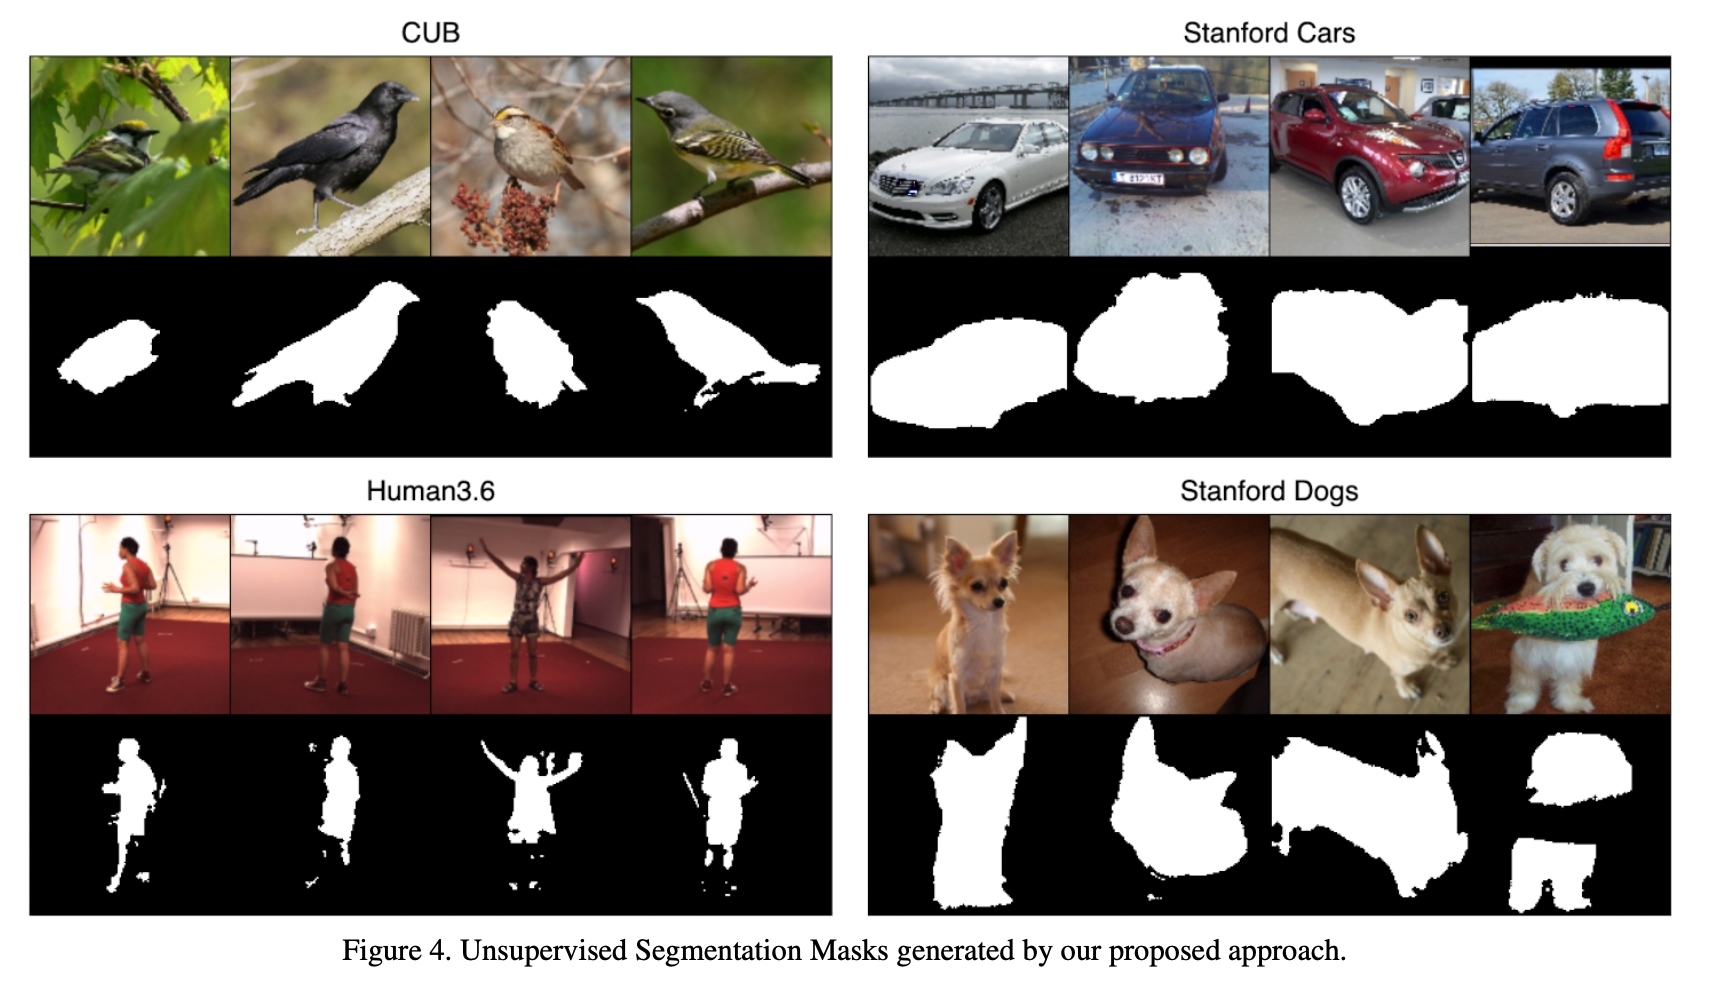 CUB
Stanford Cars
Human3.6
Stanford Dogs
Figure 4. Unsupervised Segmentation Masks generated by our proposed approach.